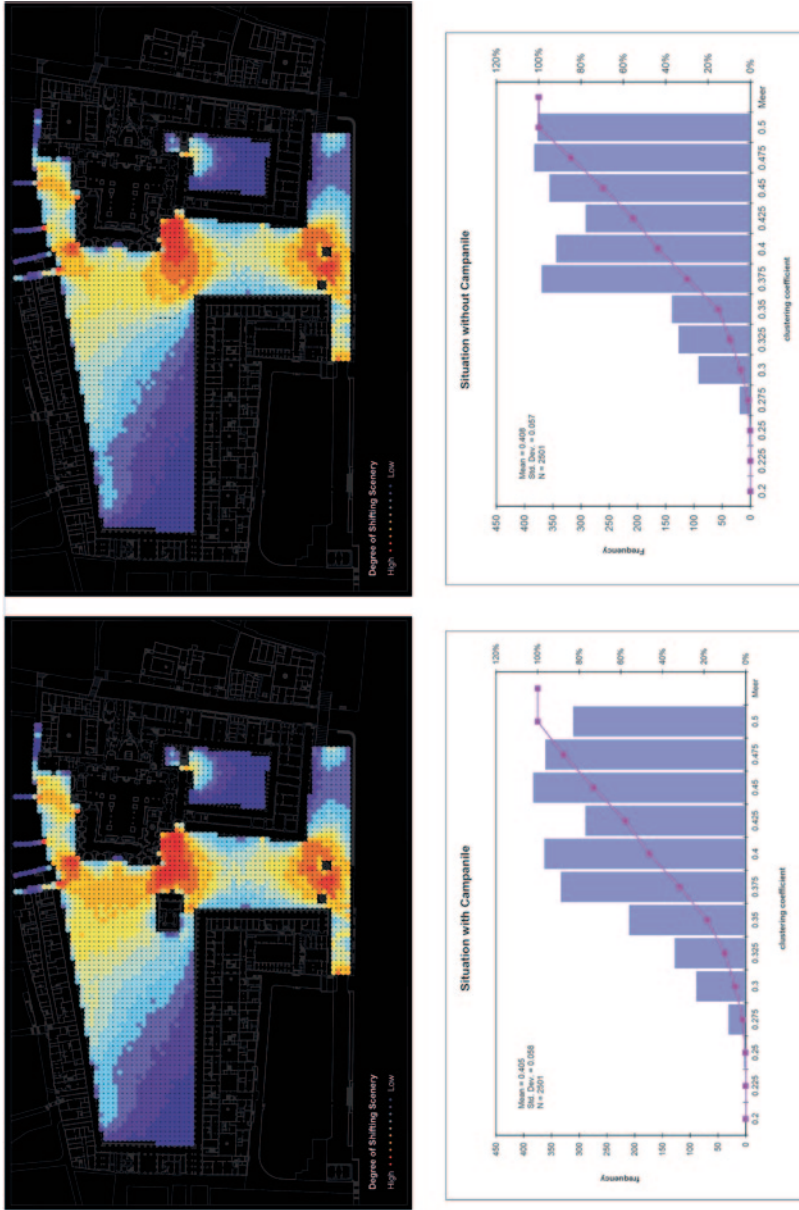 Degree of Shifting Scenery
High Low
Situation with Campanile
Mean = 0.405
Std. Dev. = 0.058
N = 2501
frequency
450
400
350
300
250
200
150
100
50
0
120%
100%
80%
60%
40%
20%
0%
0.2 0.225 0.25 0.275 0.3 0.325 0.35 0.375 0.4 0.425 0.45 0.475 0.5 Meer
clustering coefficient
Degree of Shifting Scenery
High Low
Situation without Campanile
Mean = 0.408
Std. Dev. = 0.057
N = 2501
Frequency
450
400
350
300
250
200
150
100
50
0
120%
100%
80%
60%
40%
20%
0%
0.2 0.225 0.25 0.275 0.3 0.325 0.35 0.375 0.4 0.425 0.45 0.475 0.5 Meer
clustering coefficient